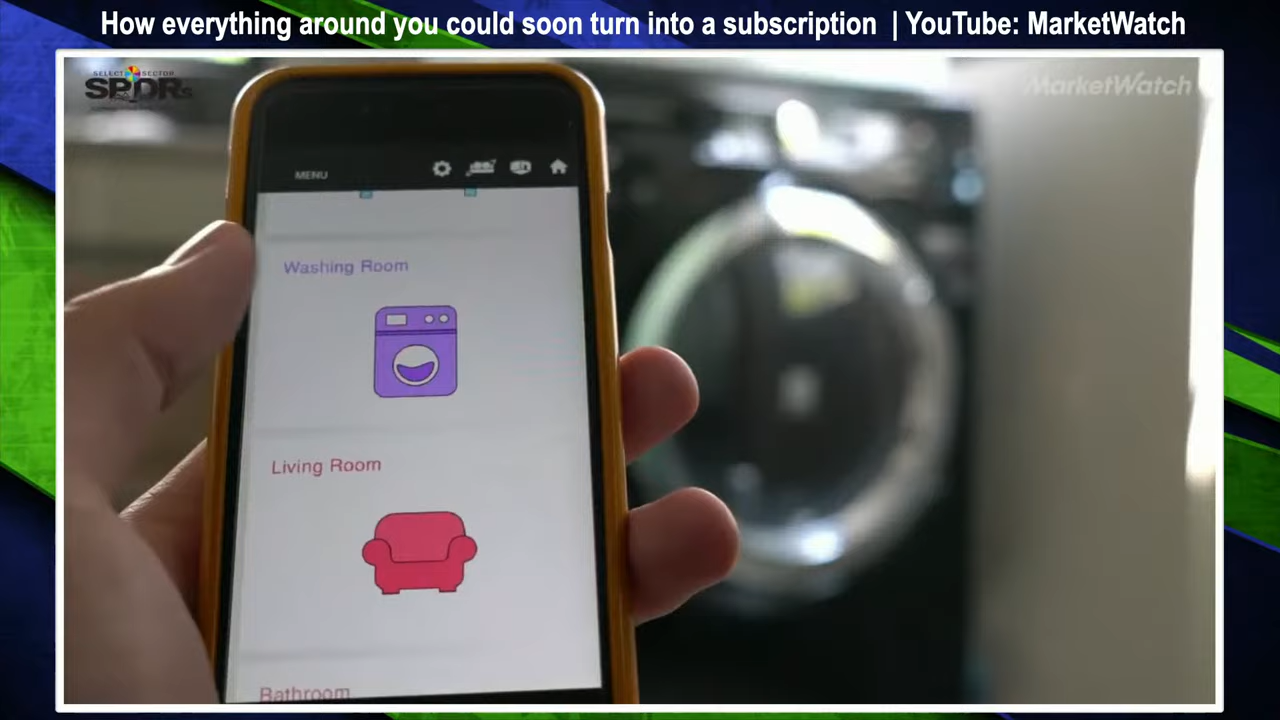 How everything around you could soon turn into a subscription | YouTube: MarketWatch
SELECT SECTOR
SPDRs
MarketWatch
MENU
Washing Room
Living Room
Bathroom